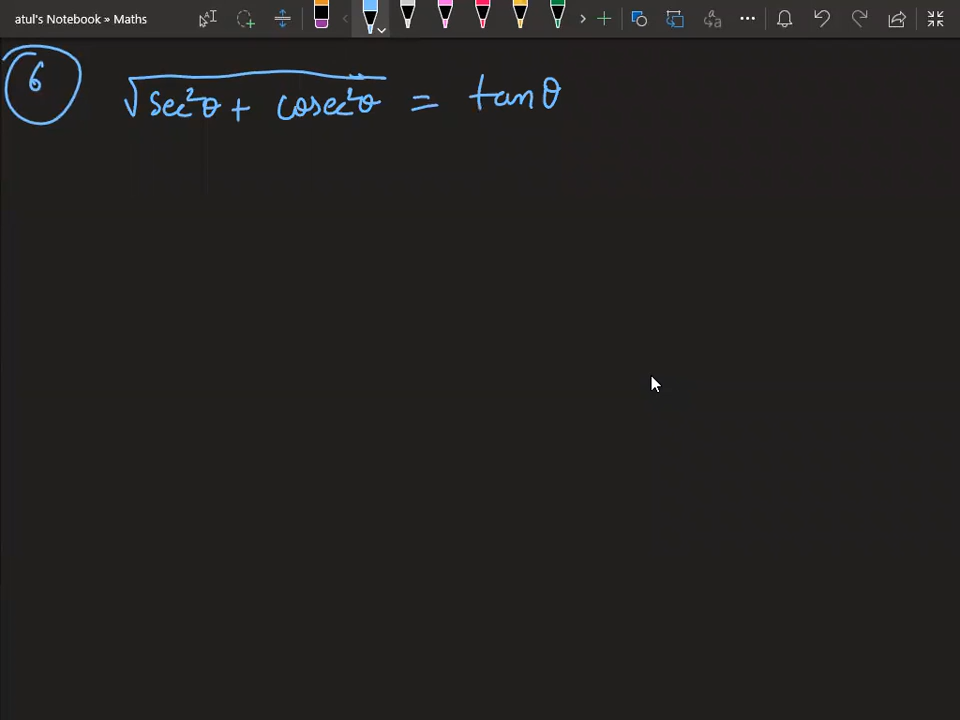 atul's Notebook » Maths
6 √sec²θ + cosec²θ = tanθ